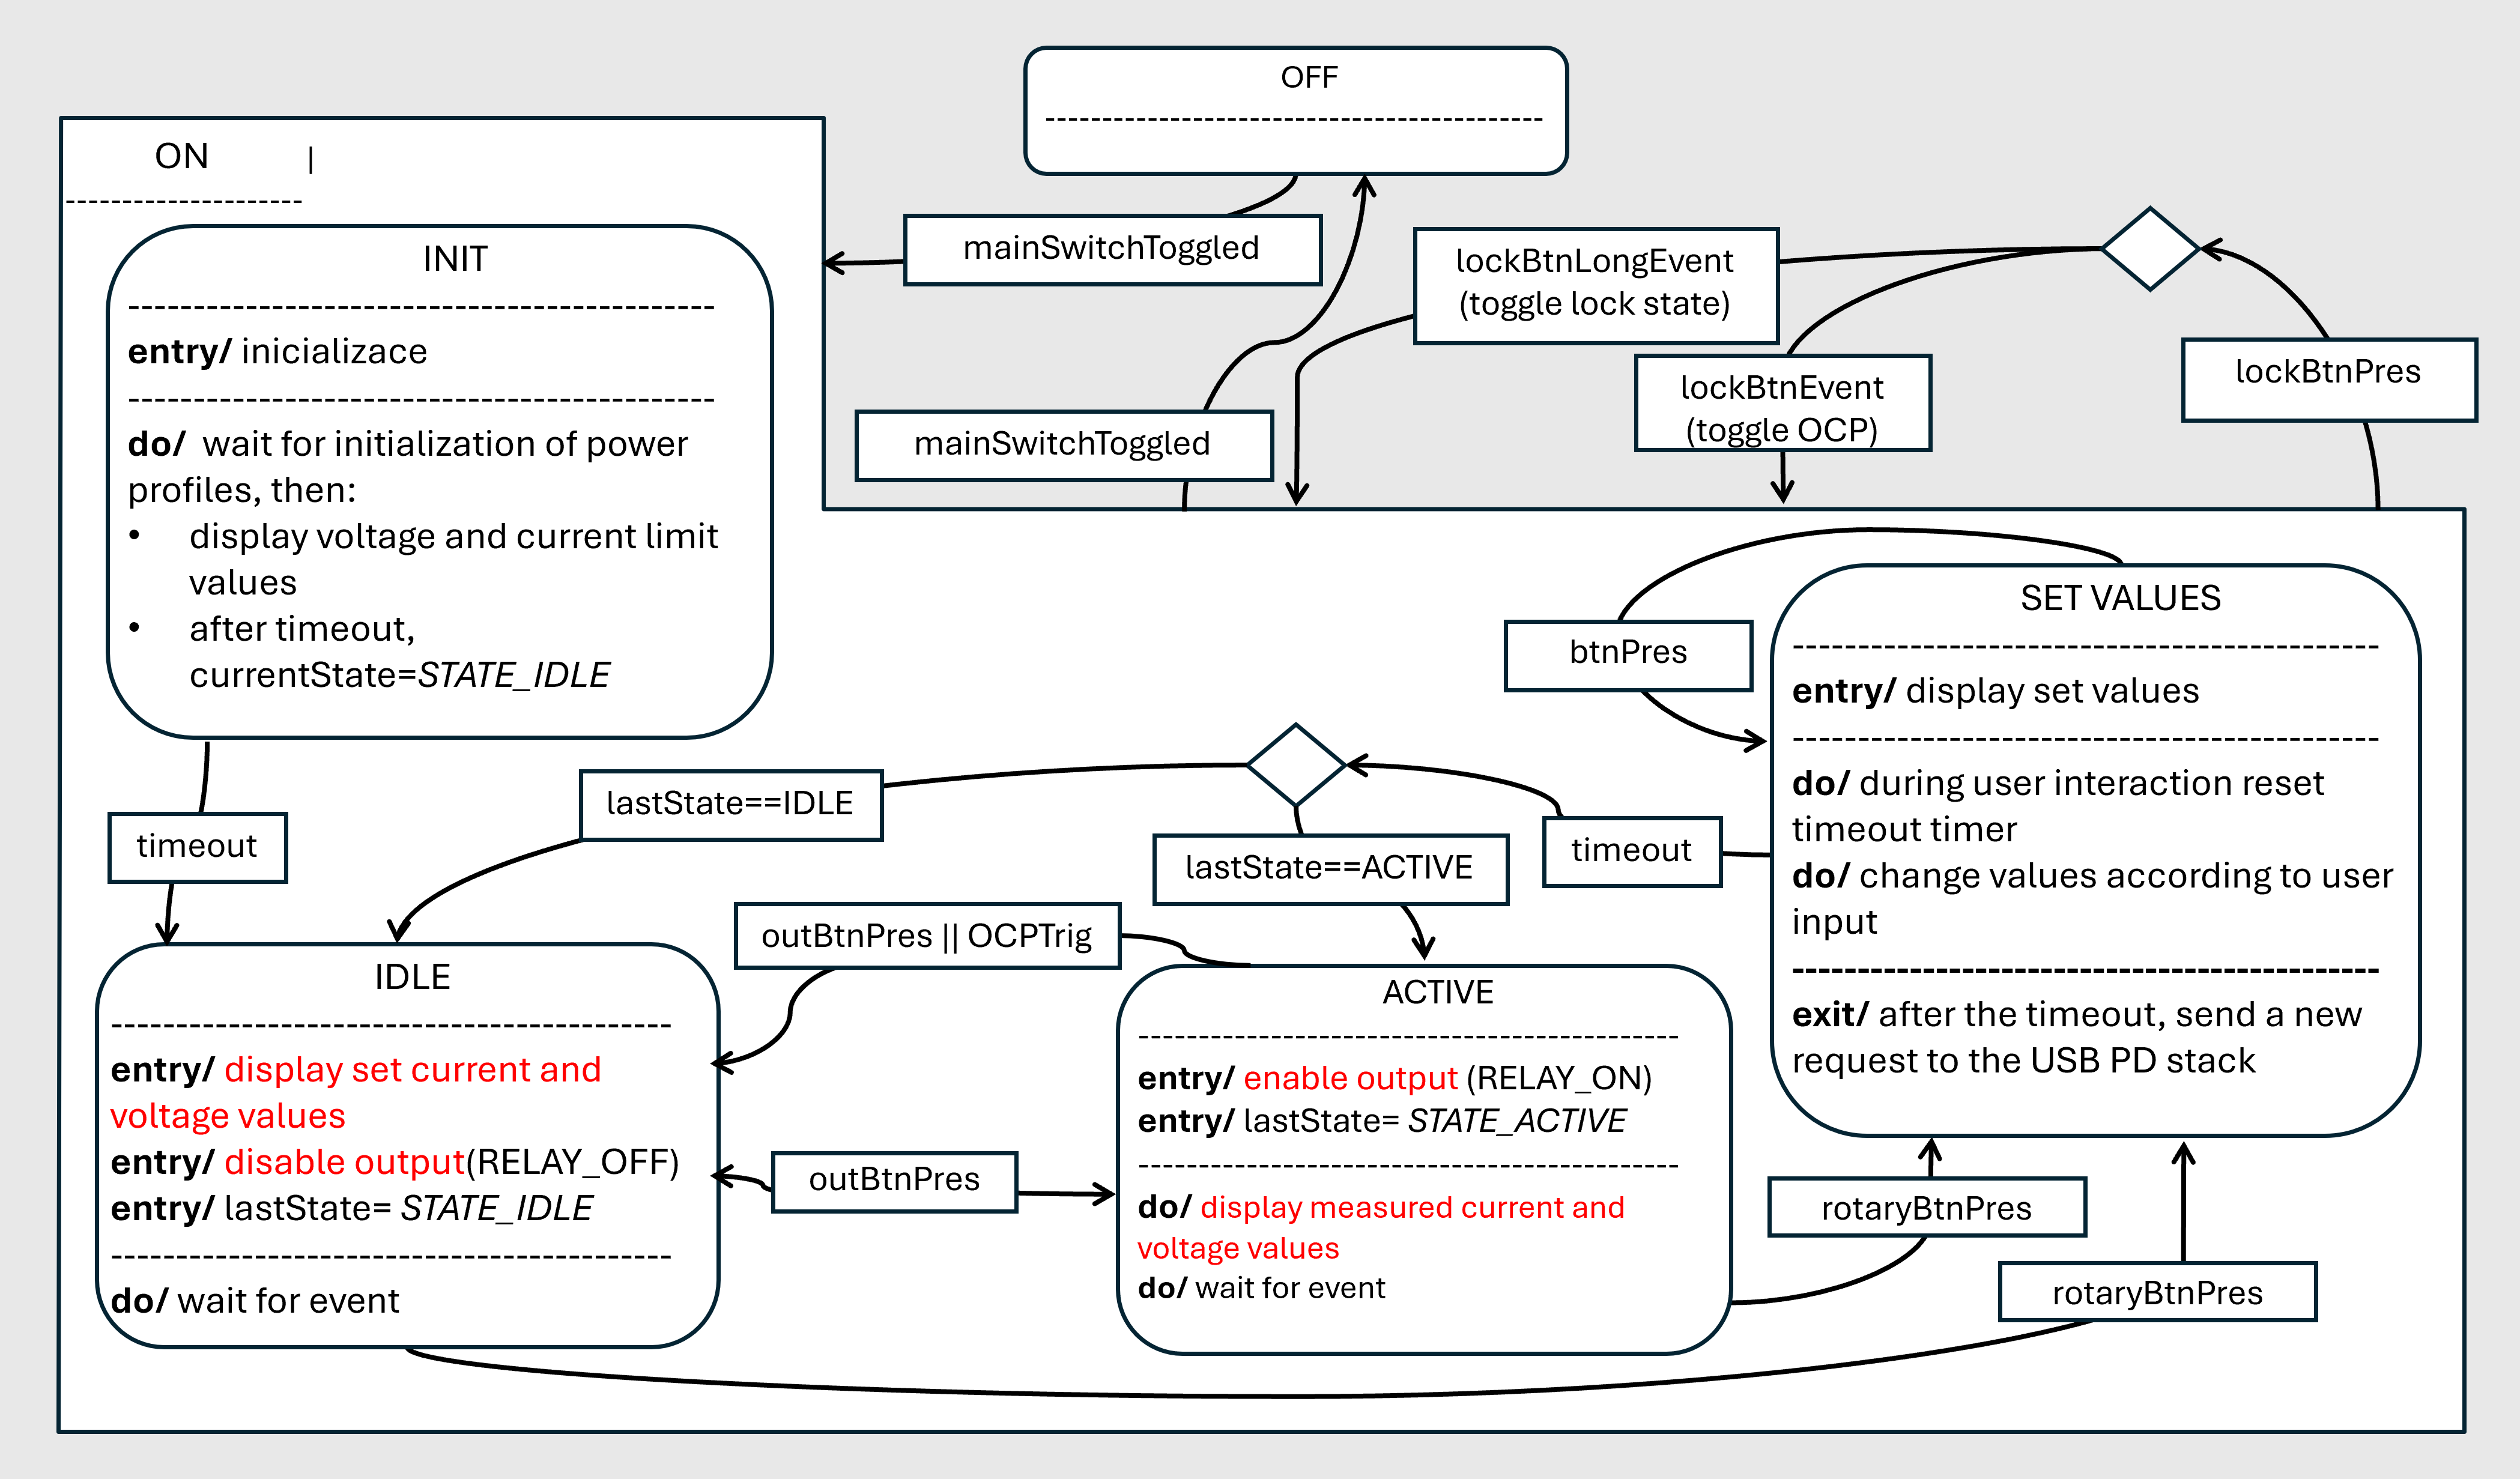 OFF
--------------------------------------------
ON |
---------------------
mainSwitchToggled
lockBtnLongEvent
(toggle lock state)
lockBtnPres
lockBtnEvent
(toggle OCP)
mainSwitchToggled
INIT
---------------------------------------------
entry/ inicializace
---------------------------------------------
do/ wait for initialization of power
profiles, then:
• display voltage and current limit
values
• after timeout,
currentState=STATE_IDLE
timeout
lastState==IDLE
lastState==ACTIVE
timeout
btnPres
SET VALUES
---------------------------------------------
entry/ display set values
---------------------------------------------
do/ during user interaction reset
timeout timer
do/ change values according to user
input
---------------------------------------------
exit/ after the timeout, send a new
request to the USB PD stack
outBtnPres || OCPTrig
IDLE
-------------------------------------------
entry/ display set current and
voltage values
entry/ disable output(RELAY_OFF)
entry/ lastState= STATE_IDLE
-------------------------------------------
do/ wait for event
outBtnPres
ACTIVE
-----------------------------------------------
entry/ enable output (RELAY_ON)
entry/ lastState= STATE_ACTIVE
-----------------------------------------------
do/ display measured current and
voltage values
do/ wait for event
rotaryBtnPres
rotaryBtnPres